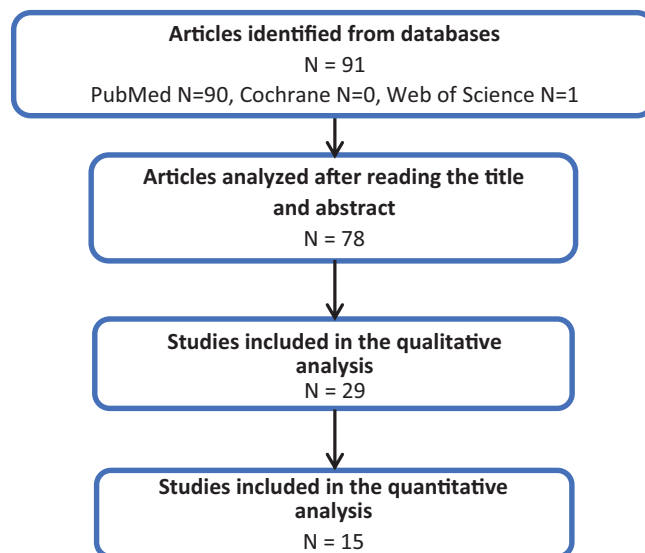 Articles identified from databases
N = 91
PubMed N=90, Cochrane N=0, Web of Science N=1
Articles analyzed after reading the title
and abstract
N = 78
Studies included in the qualitative
analysis
N = 29
Studies included in the quantitative
analysis
N = 15